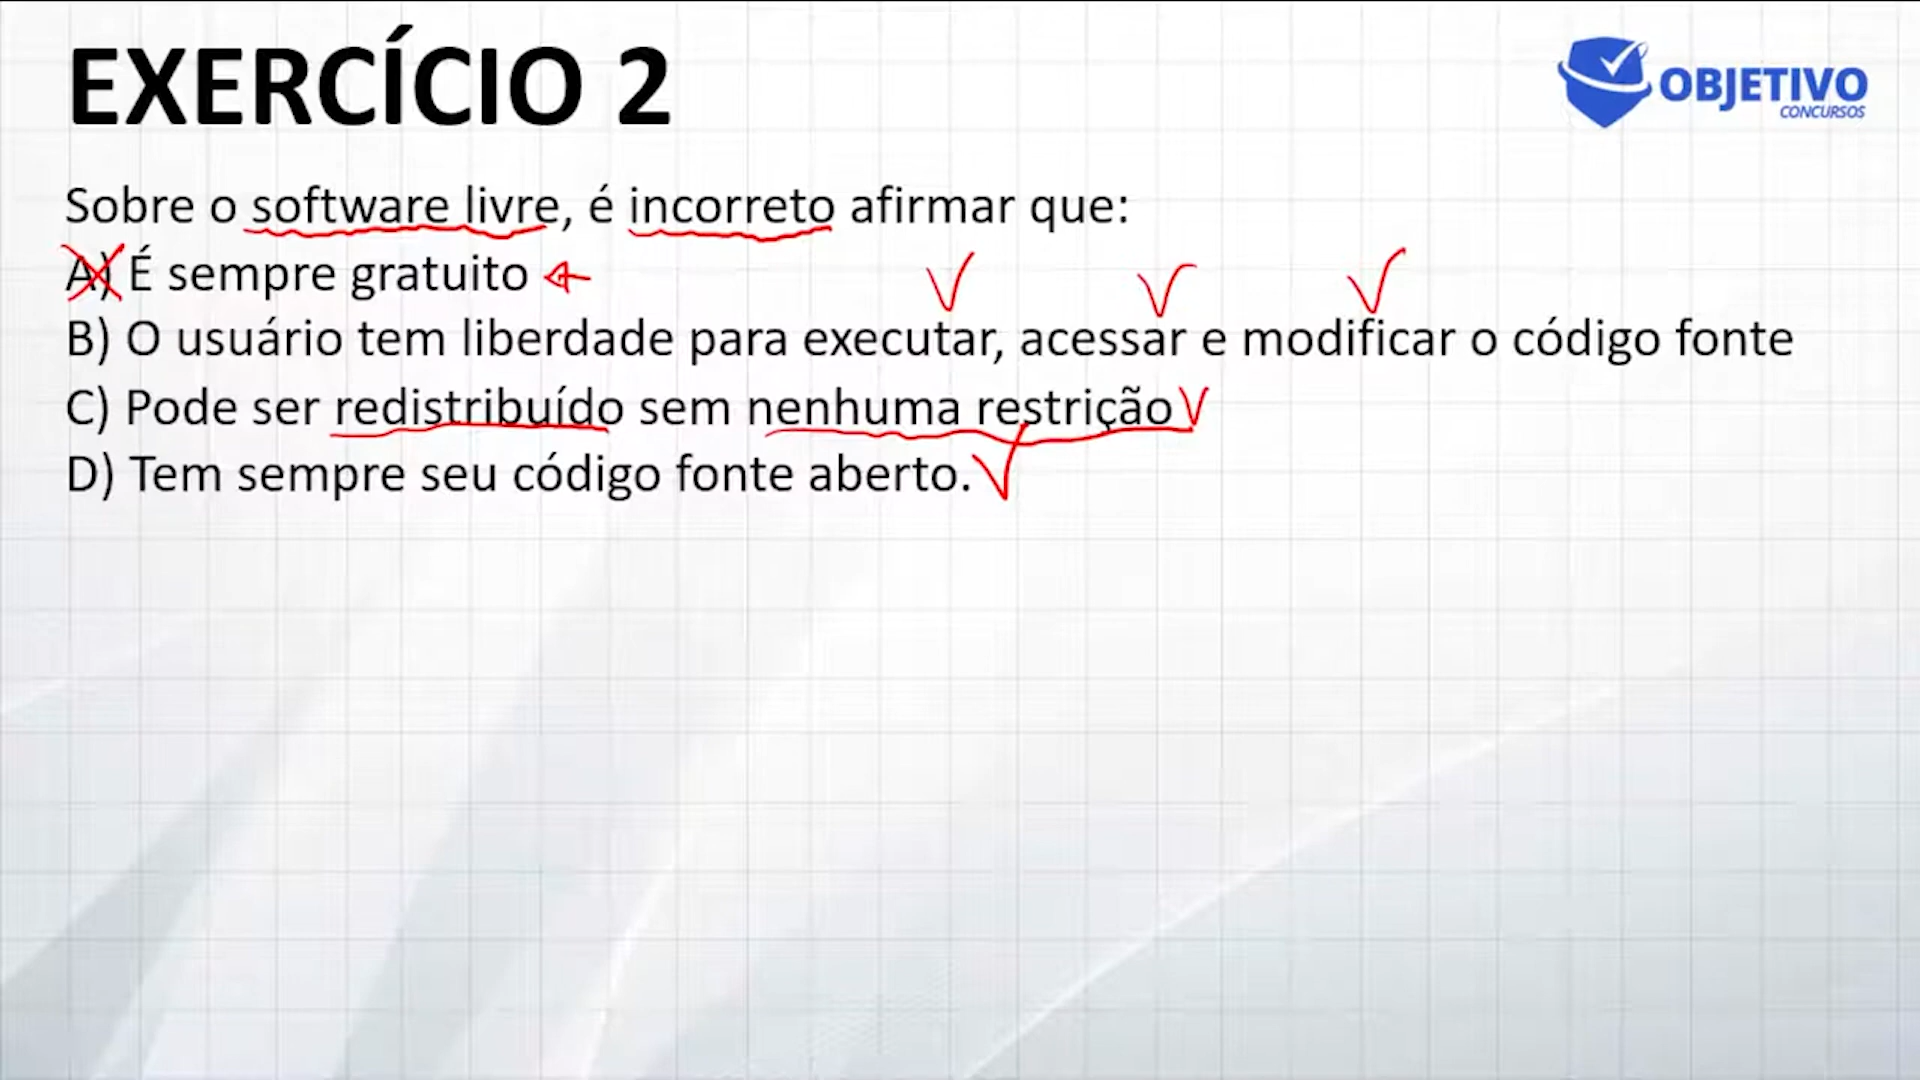 EXERCÍCIO 2
OBJETIVO
CONCURSOS
Sobre o software livre, é incorreto afirmar que:
A) É sempre gratuito
B) O usuário tem liberdade para executar, acessar e modificar o código fonte
C) Pode ser redistribuído sem nenhuma restrição
D) Tem sempre seu código fonte aberto.